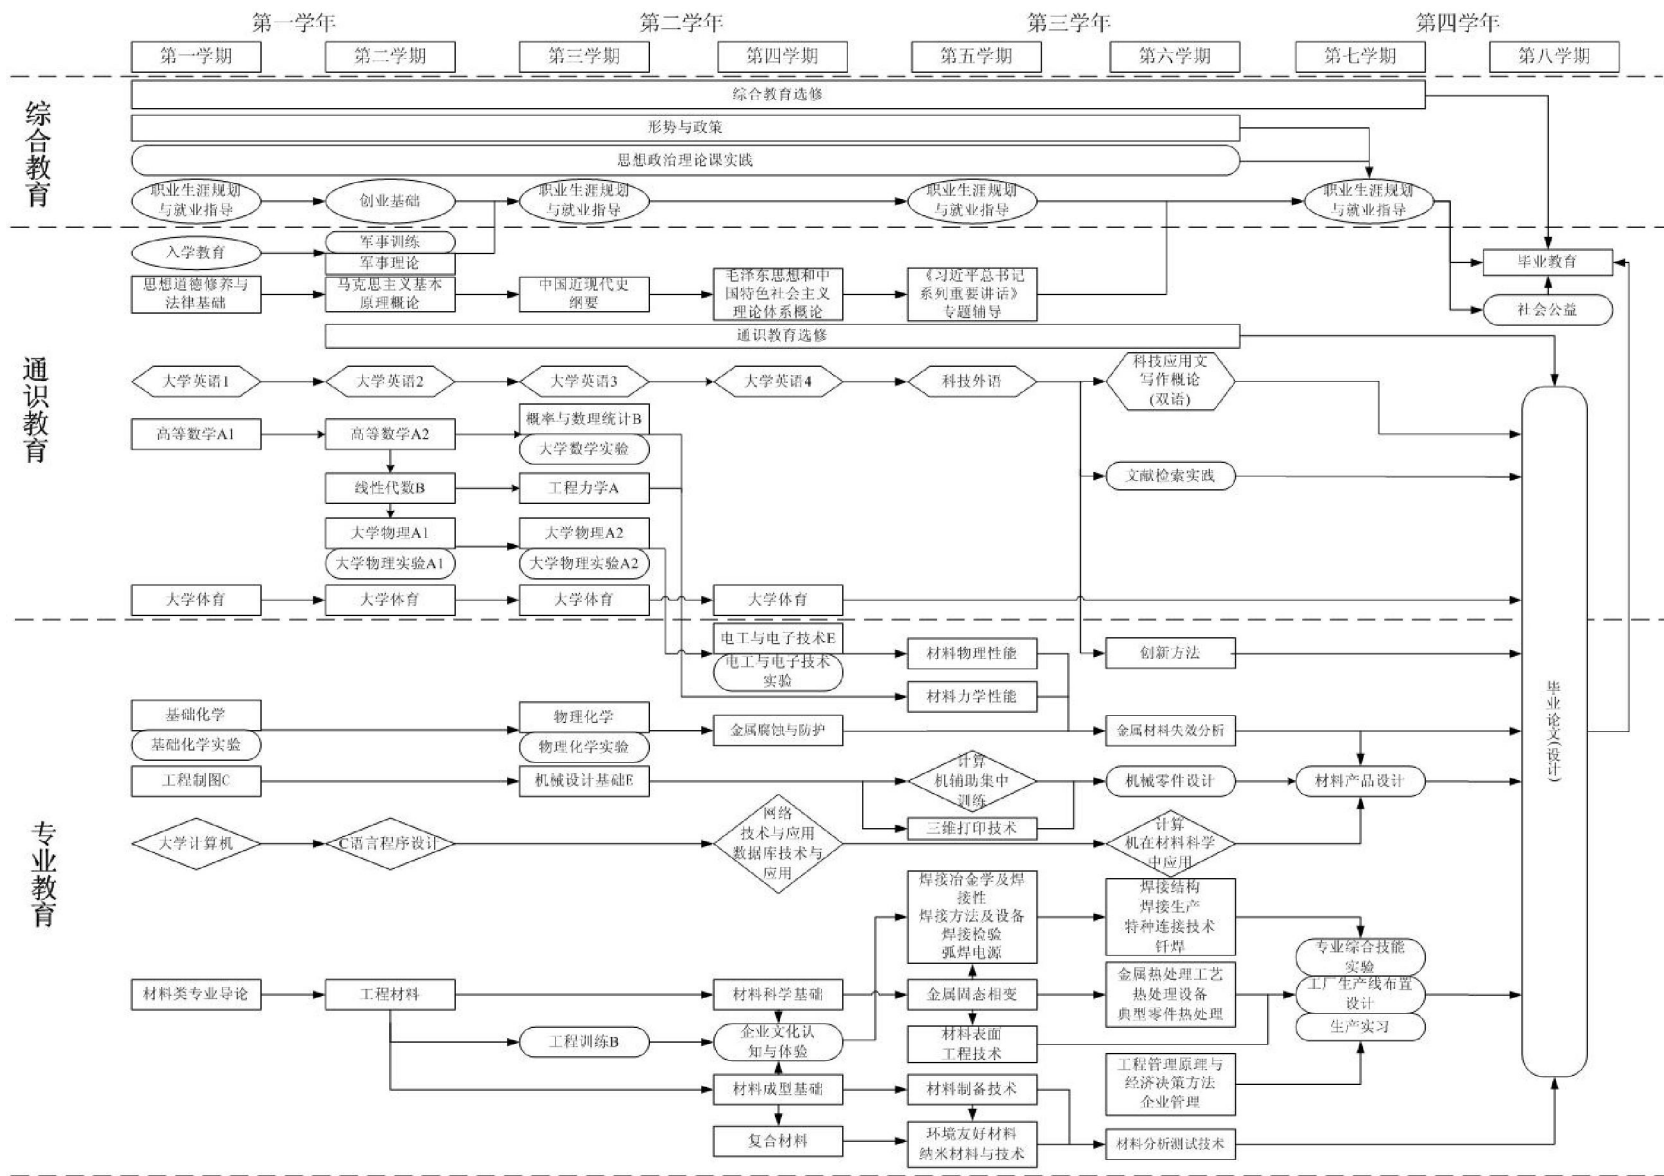 第一学年
第二学年
第三学年
第四学年
第一学期
第二学期
第三学期
第四学期
第五学期
第六学期
第七学期
第八学期
综合教育
综合教育选修
形势与政策
思想政治理论课实践
职业生涯规划
与就业指导
创业基础
职业生涯规划
与就业指导
职业生涯规划
与就业指导
职业生涯规划
与就业指导
通识教育
入学教育
军事训练
军事理论
毕业教育
思想道德修养与
法律基础
马克思主义基本
原理概论
中国近现代史
纲要
毛泽东思想和中
国特色社会主义
理论体系概论
《习近平总书记
系列重要讲话》
专题辅导
社会公益
通识教育选修
大学英语1
大学英语2
大学英语3
大学英语4
科技外语
科技应用文
写作概论
(双语)
高等数学A1
高等数学A2
概率与数理统计B
大学数学实验
线性代数B
工程力学A
文献检索实践
大学物理A1
大学物理实验A1
大学物理A2
大学物理实验A2
大学体育
大学体育
大学体育
大学体育
专业教育
电工与电子技术E
电工与电子技术
实验
材料物理性能
创新方法
材料力学性能
基础化学
基础化学实验
物理化学
物理化学实验
金属腐蚀与防护
金属材料失效分析
毕业论文(设计)
工程制图C
机械设计基础E
计算
机辅助集中
训练
机械零件设计
材料产品设计
三维打印技术
大学计算机
C语言程序设计
网络
技术与应用
数据库技术与
应用
计算
机在材料科学
中应用
焊接冶金学及焊
接性
焊接方法及设备
焊接检验
弧焊电源
焊接结构
焊接生产
特种连接技术
钎焊
专业综合技能
实验
工厂生产线布置
设计
生产实习
材料类专业导论
工程材料
材料科学基础
金属固态相变
金属热处理工艺
热处理设备
典型零件热处理
工程训练B
企业文化认
知与体验
材料表面
工程技术
工程管理原理与
经济决策方法
企业管理
材料成型基础
材料制备技术
复合材料
环境友好材料
纳米材料与技术
材料分析测试技术